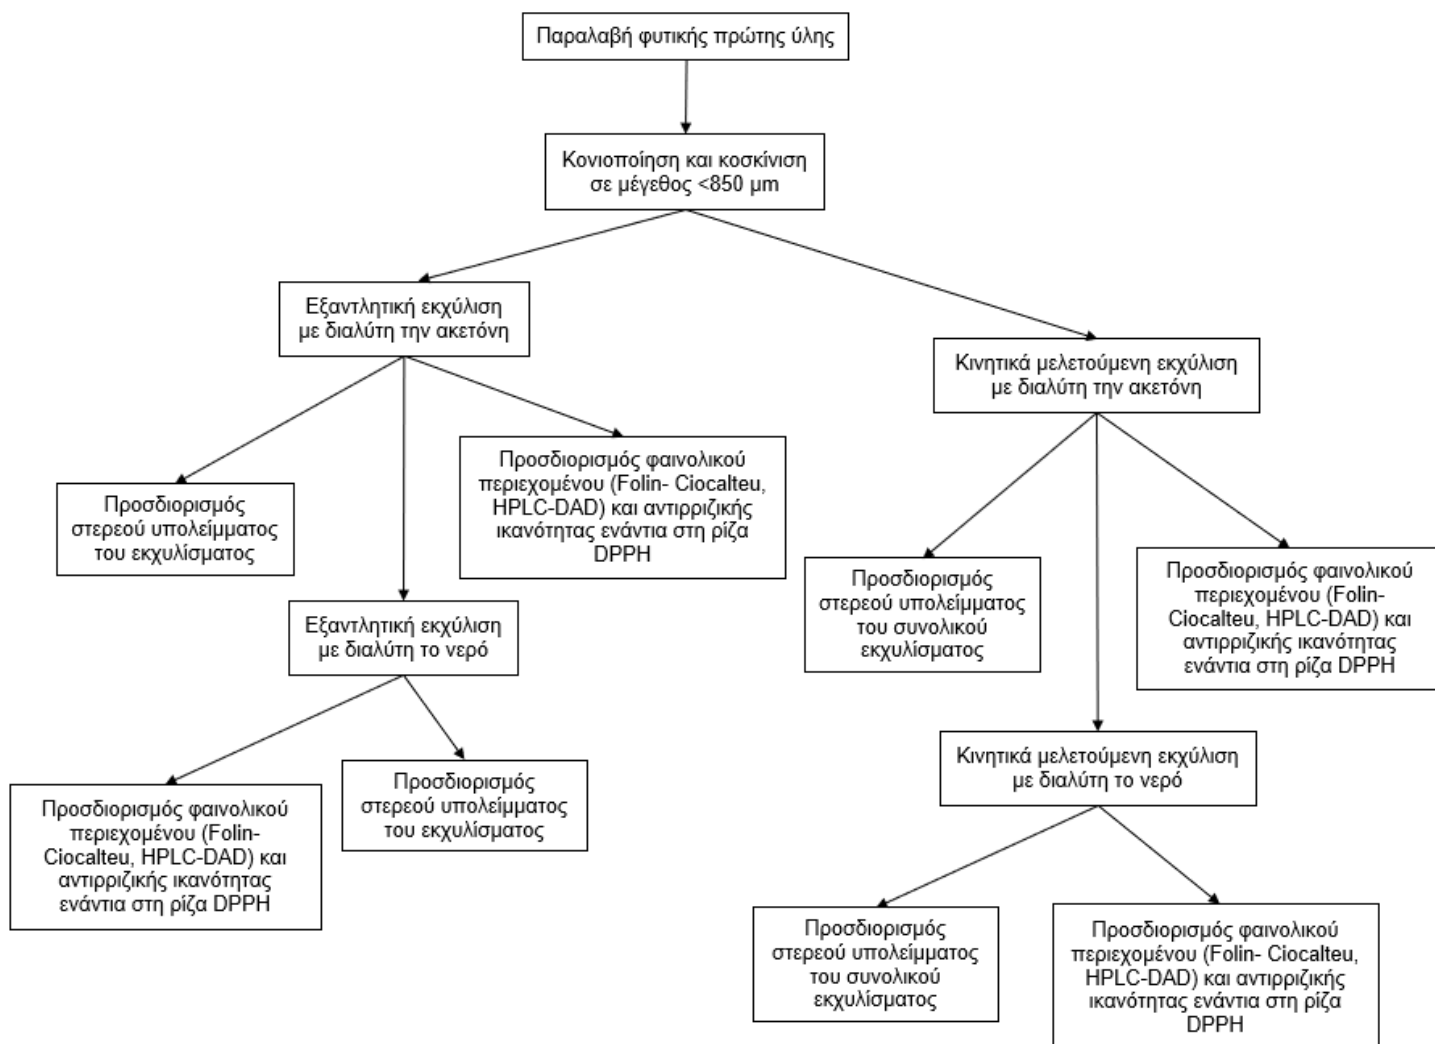 Παραλαβή φυτικής πρώτης ύλης
Κονιοποίηση και κοσκίνιση
σε μέγεθος <850 μm
Εξαντλητική εκχύλιση
με διαλύτη την ακετόνη
Κινητικά μελετούμενη εκχύλιση
με διαλύτη την ακετόνη
Προσδιορισμός
στερεού υπολείμματος
του εκχυλίσματος
Προσδιορισμός φαινολικού
περιεχομένου (Folin- Ciocalteu,
HPLC-DAD) και αντιρριζικής
ικανότητας ενάντια στη ρίζα
DPPH
Προσδιορισμός
στερεού υπολείμματος
του συνολικού
εκχυλίσματος
Προσδιορισμός φαινολικού
περιεχομένου (Folin-
Ciocalteu, HPLC-DAD) και
αντιρριζικής ικανότητας
ενάντια στη ρίζα DPPH
Εξαντλητική εκχύλιση
με διαλύτη το νερό
Κινητικά μελετούμενη εκχύλιση
με διαλύτη το νερό
Προσδιορισμός φαινολικού
περιεχομένου (Folin-
Ciocalteu, HPLC-DAD) και
αντιρριζικής ικανότητας
ενάντια στη ρίζα DPPH
Προσδιορισμός
στερεού υπολείμματος
του εκχυλίσματος
Προσδιορισμός
στερεού υπολείμματος
του συνολικού
εκχυλίσματος
Προσδιορισμός φαινολικού
περιεχομένου (Folin- Ciocalteu,
HPLC-DAD) και αντιρριζικής
ικανότητας ενάντια στη ρίζα
DPPH